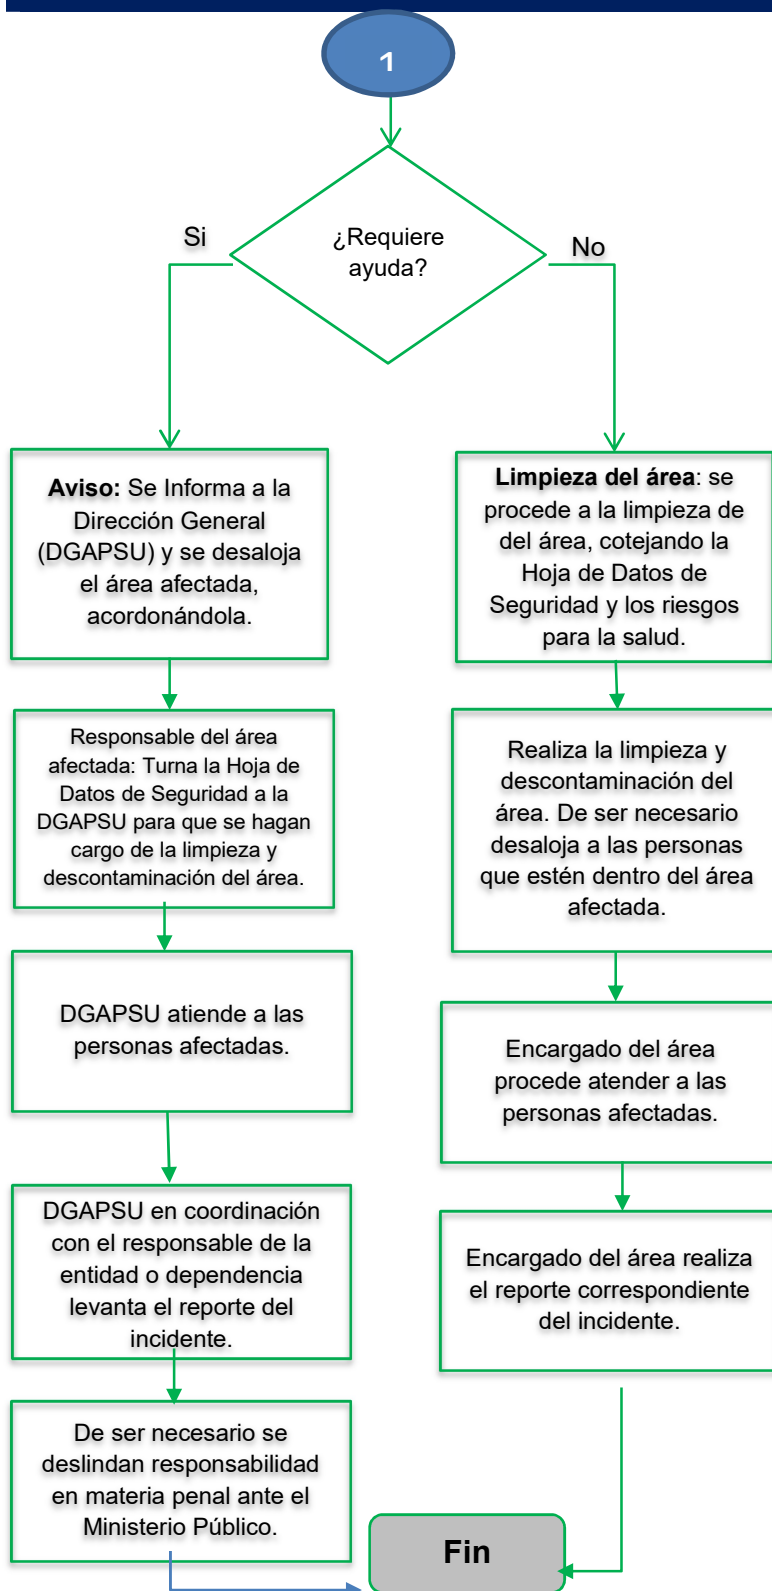 1
¿Requiere
ayuda?
Si
No
Aviso: Se Informa a la
Dirección General
(DGAPSU) y se desaloja
el área afectada,
acordonándola.
Responsable del área
afectada: Turna la Hoja de
Datos de Seguridad a la
DGAPSU para que se hagan
cargo de la limpieza y
descontaminación del área.
DGAPSU atiende a las
personas afectadas.
DGAPSU en coordinación
con el responsable de la
entidad o dependencia
levanta el reporte del
incidente.
De ser necesario se
deslindan responsabilidad
en materia penal ante el
Ministerio Público.
Limpieza del área: se
procede a la limpieza de
del área, cotejando la
Hoja de Datos de
Seguridad y los riesgos
para la salud.
Realiza la limpieza y
descontaminación del
área. De ser necesario
desaloja a las personas
que estén dentro del área
afectada.
Encargado del área
procede atender a las
personas afectadas.
Encargado del área realiza
el reporte correspondiente
del incidente.
Fin